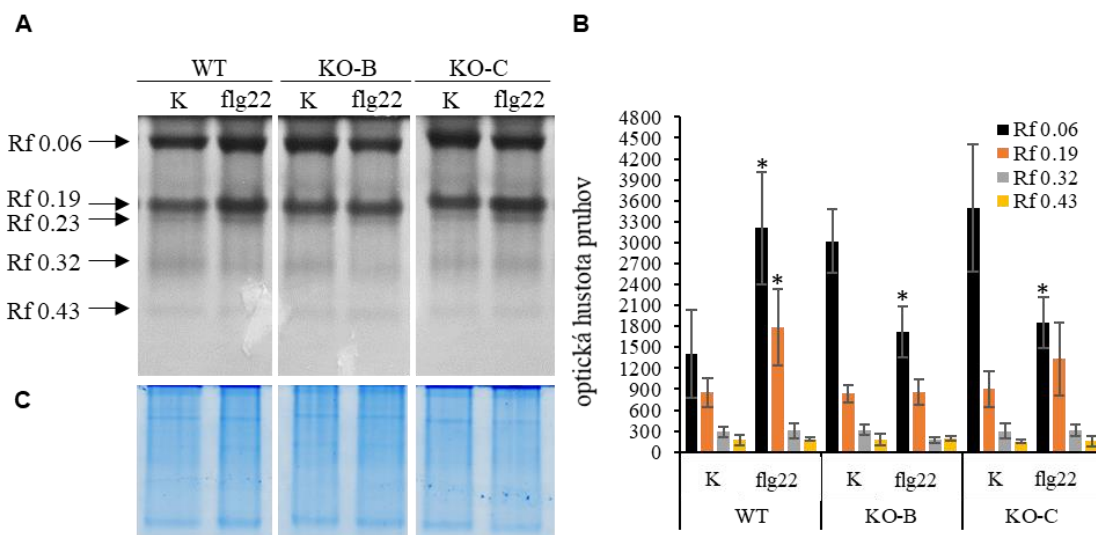 A
WT KO-B KO-C
K flg22 K flg22 K flg22
Rf 0.06
Rf 0.19
Rf 0.23
Rf 0.32
Rf 0.43
C
B
optická hustota pruhov
4800
4500
4200
3900
3600
3300
3000
2700
2400
2100
1800
1500
1200
900
600
300
0
Rf 0.06
Rf 0.19
Rf 0.32
Rf 0.43
* * * *
K flg22 K flg22 K flg22
WT KO-B KO-C